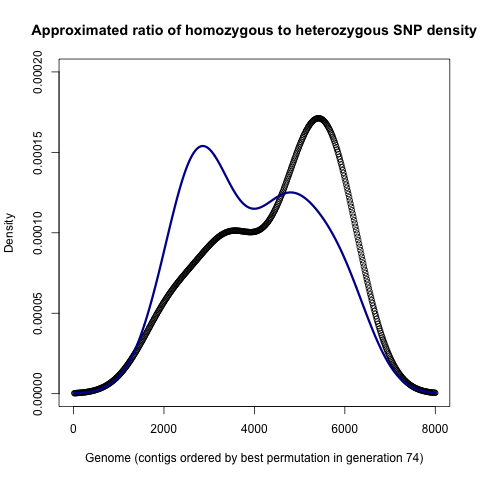 Approximated ratio of homozygous to heterozygous SNP density
0.00020
0.00015
0.00010
0.00005
0.00000
Density
0 2000 4000 6000 8000
Genome (contigs ordered by best permutation in generation 74)